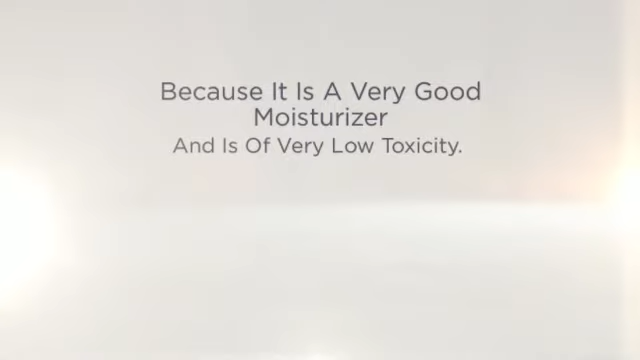 Because It Is A Very Good
Moisturizer
And Is Of Very Low Toxicity.